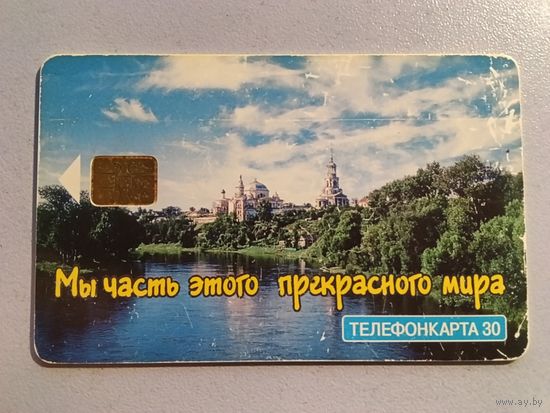 Мы часть этого прекрасного мира
ТЕЛЕФОНКАРТА 30
www.ay.by